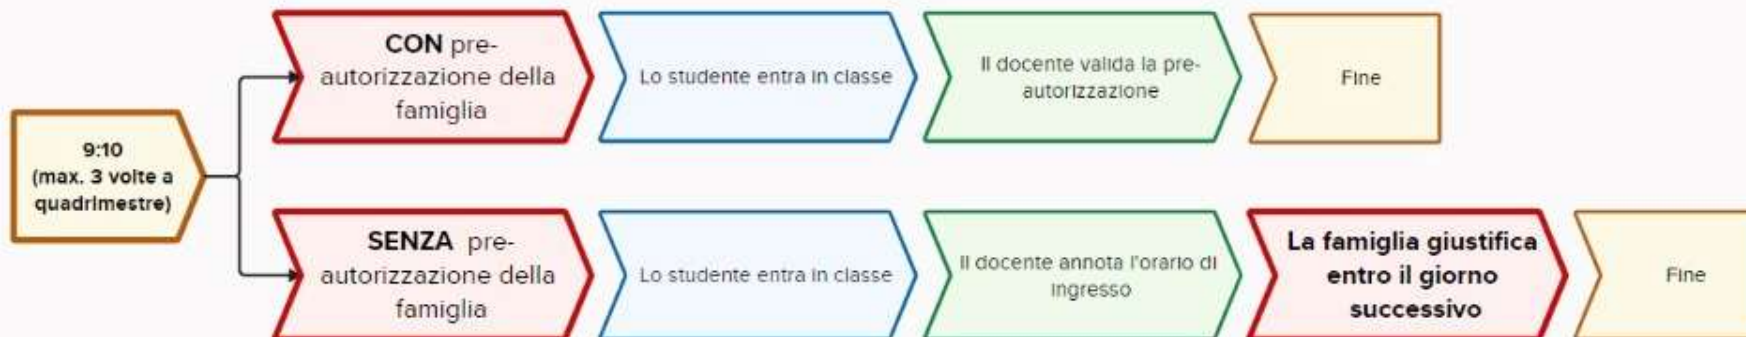 9:10
(max. 3 volte a
quadrimestre)
CON pre-
autorizzazione della
famiglia
Lo studente entra in classe
Il docente valida la pre-
autorizzazione
Fine
SENZA pre-
autorizzazione della
famiglia
Lo studente entra in classe
Il docente annota l'orario di
ingresso
La famiglia giustifica
entro il giorno
successivo
Fine